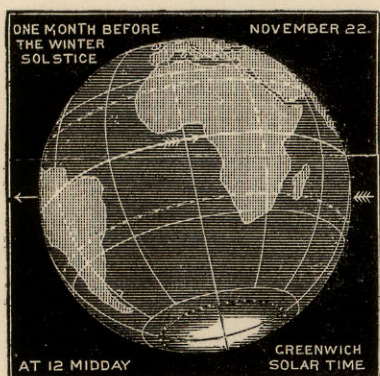 ONE MONTH BEFORE
THE WINTER
SOLSTICE
NOVEMBER 22.
AT 12 MIDDAY
GREENWICH
SOLAR TIME